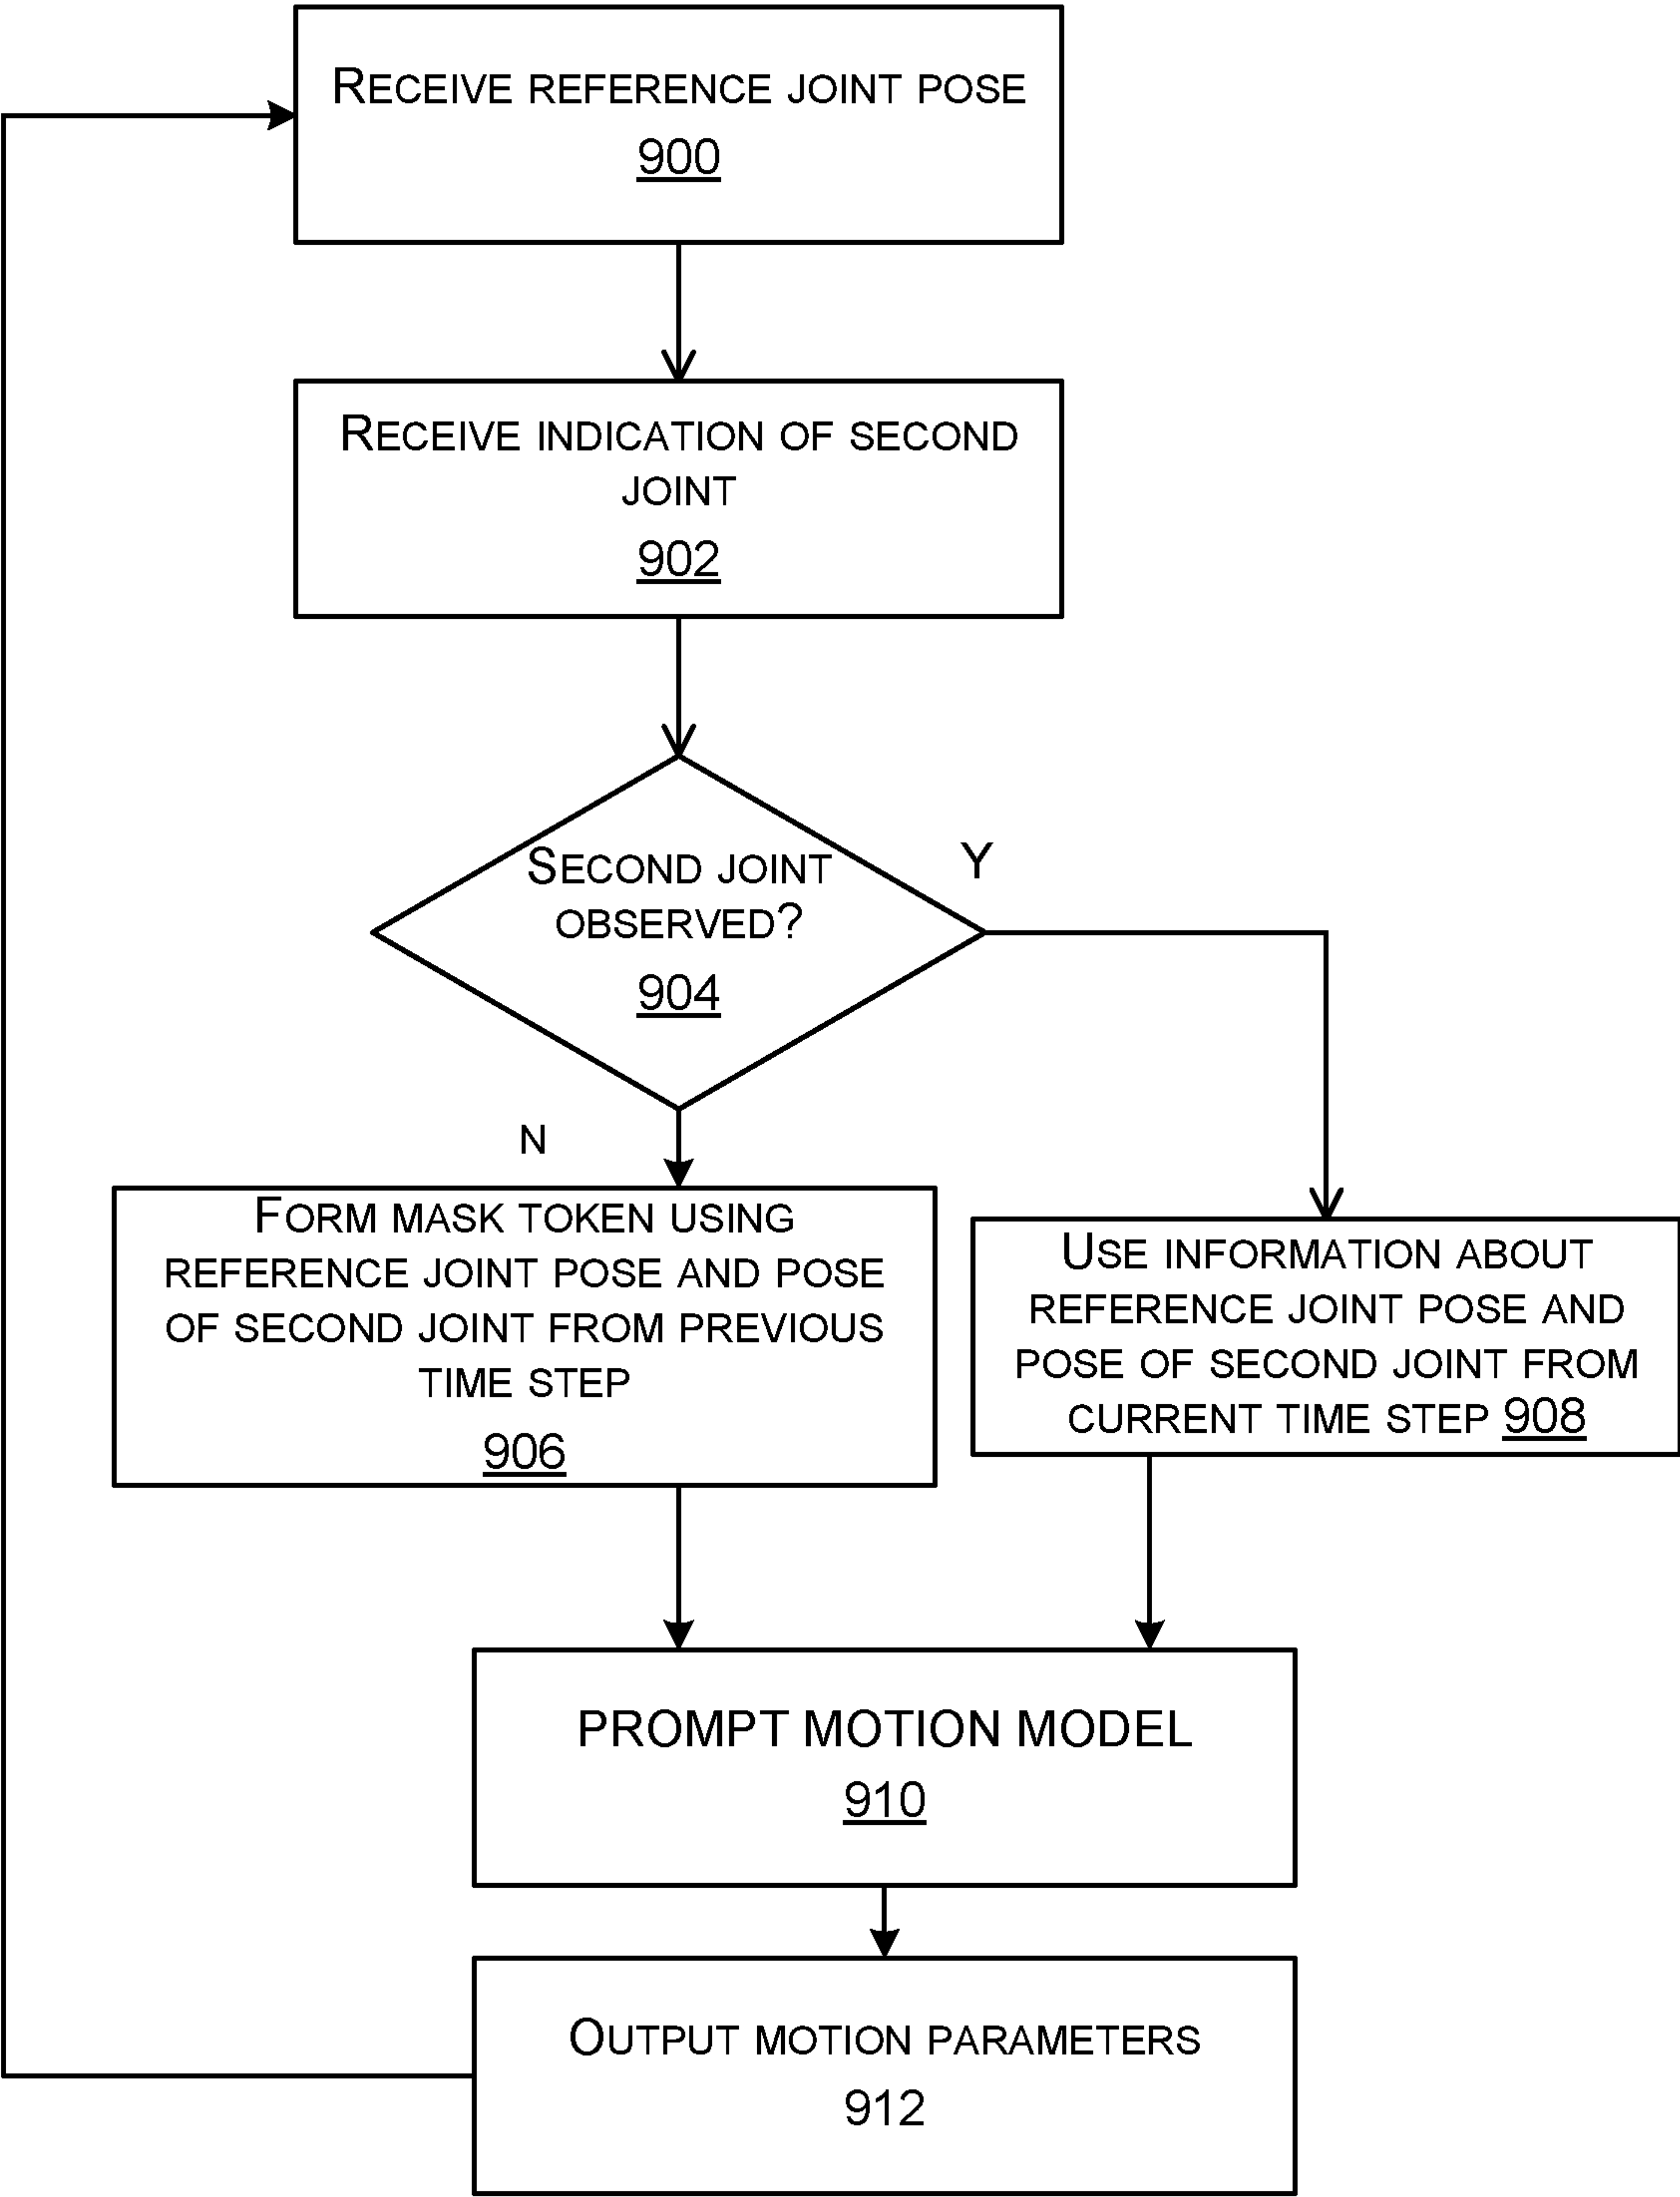 RECEIVE REFERENCE JOINT POSE
900
RECEIVE INDICATION OF SECOND
JOINT
902
SECOND JOINT
OBSERVED?
904
Y
N
FORM MASK TOKEN USING
REFERENCE JOINT POSE AND POSE
OF SECOND JOINT FROM PREVIOUS
TIME STEP
906
USE INFORMATION ABOUT
REFERENCE JOINT POSE AND
POSE OF SECOND JOINT FROM
CURRENT TIME STEP 908
PROMPT MOTION MODEL
910
OUTPUT MOTION PARAMETERS
912